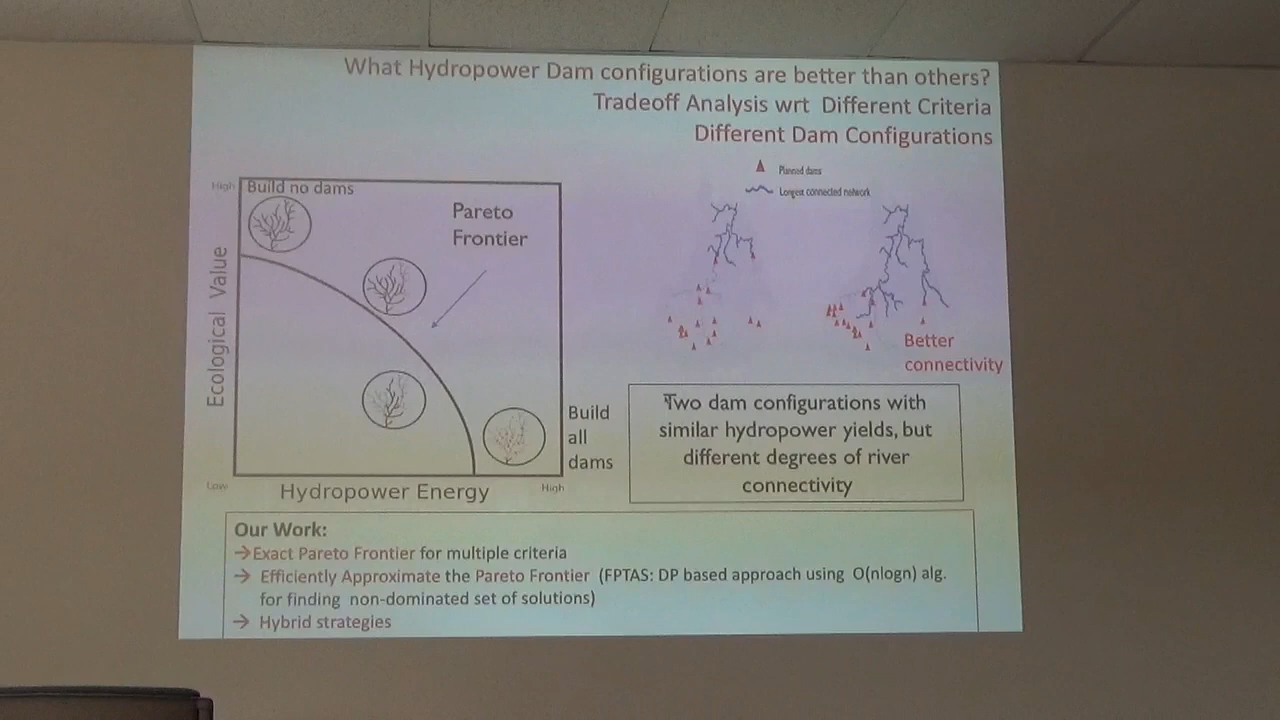 What Hydropower Dam configurations are better than others?
Tradeoff Analysis wrt Different Criteria
Different Dam Configurations
High
Build no dams
Pareto
Frontier
Ecological Value
Build
all
dams
Low
Hydropower Energy
High
Planned dams
Longest connected network
Better
connectivity
Two dam configurations with
similar hydropower yields, but
different degrees of river
connectivity
Our Work:
→Exact Pareto Frontier for multiple criteria
→ Efficiently Approximate the Pareto Frontier (FPTAS: DP based approach using O(nlogn) alg.
for finding non-dominated set of solutions)
→ Hybrid strategies